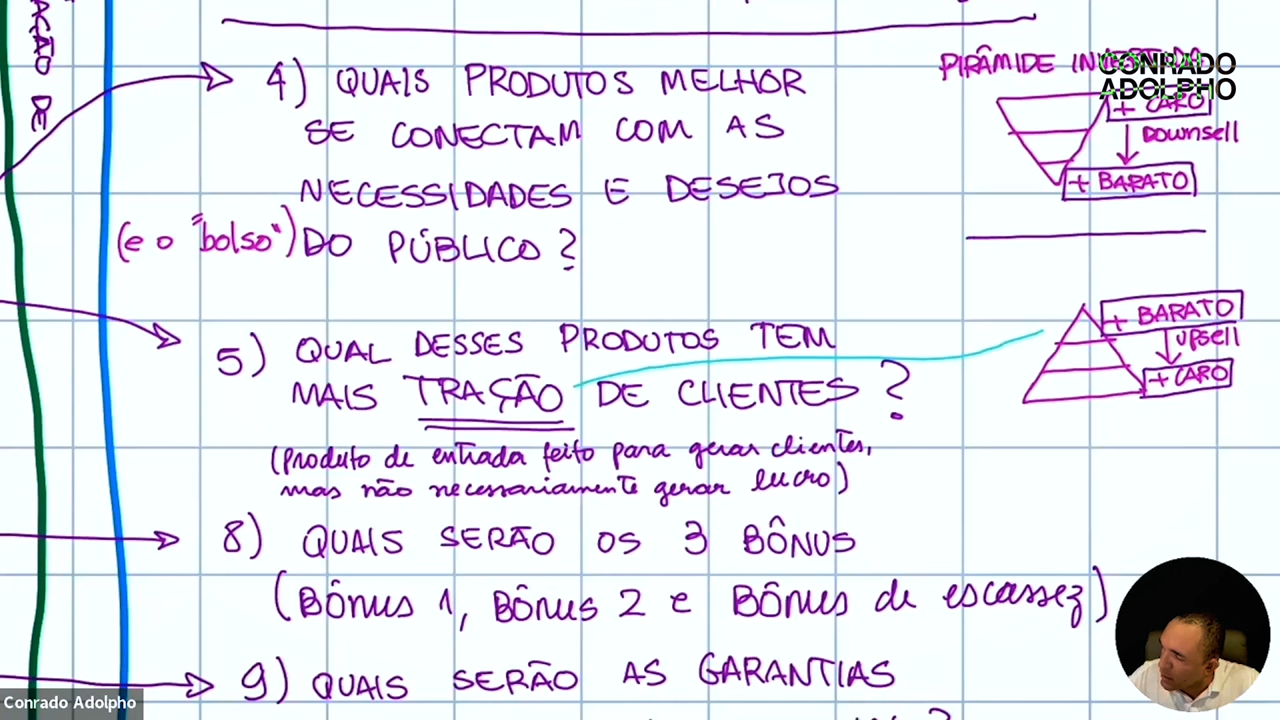 AÇÃO DE
4) QUAIS PRODUTOS MELHOR
SE CONECTAM COM AS
NECESSIDADES E DESEJOS
(e o "bolso") DO PÚBLICO?
5) QUAL DESSES PRODUTOS TEM
MAIS TRAÇÃO DE CLIENTES?
(produto de entrada feito para gerar clientes,
mas não necessariamente gerar lucro)
8) QUAIS SERÃO OS 3 BÔNUS
(BÔNUS 1, BÔNUS 2 e BÔNUS de escassez)
9) QUAIS SERÃO AS GARANTIAS
PIRÂMIDE
CONRADO
ADOLPHO
+ CARO
DOWNSELL
+ BARATO
+ BARATO
UPSELL
+ CARO
Conrado Adolpho